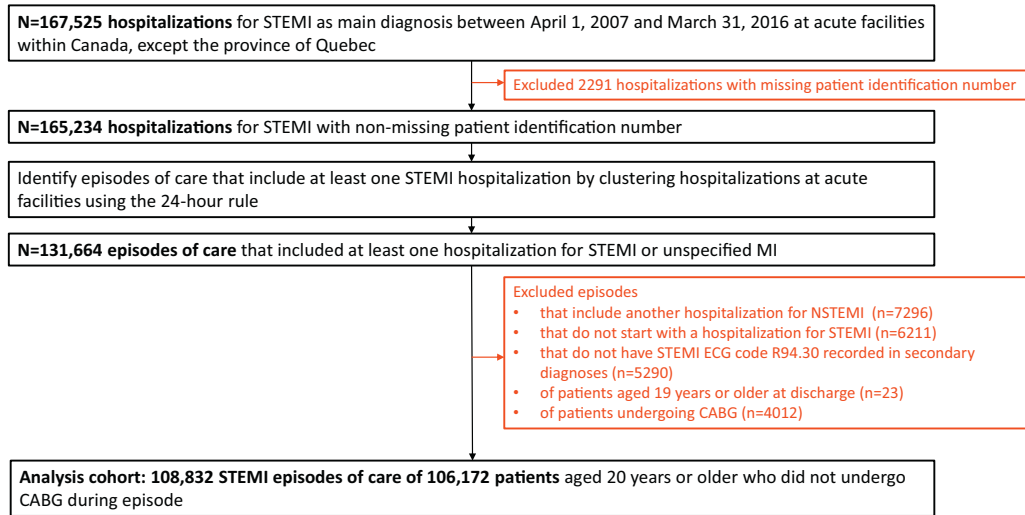 N=167,525 hospitalizations for STEMI as main diagnosis between April 1, 2007 and March 31, 2016 at acute facilities
within Canada, except the province of Quebec
Excluded 2291 hospitalizations with missing patient identification number
N=165,234 hospitalizations for STEMI with non-missing patient identification number
Identify episodes of care that include at least one STEMI hospitalization by clustering hospitalizations at acute
facilities using the 24-hour rule
N=131,664 episodes of care that included at least one hospitalization for STEMI or unspecified MI
Excluded episodes
• that include another hospitalization for NSTEMI (n=7296)
• that do not start with a hospitalization for STEMI (n=6211)
• that do not have STEMI ECG code R94.30 recorded in secondary
diagnoses (n=5290)
• of patients aged 19 years or older at discharge (n=23)
• of patients undergoing CABG (n=4012)
Analysis cohort: 108,832 STEMI episodes of care of 106,172 patients aged 20 years or older who did not undergo
CABG during episode